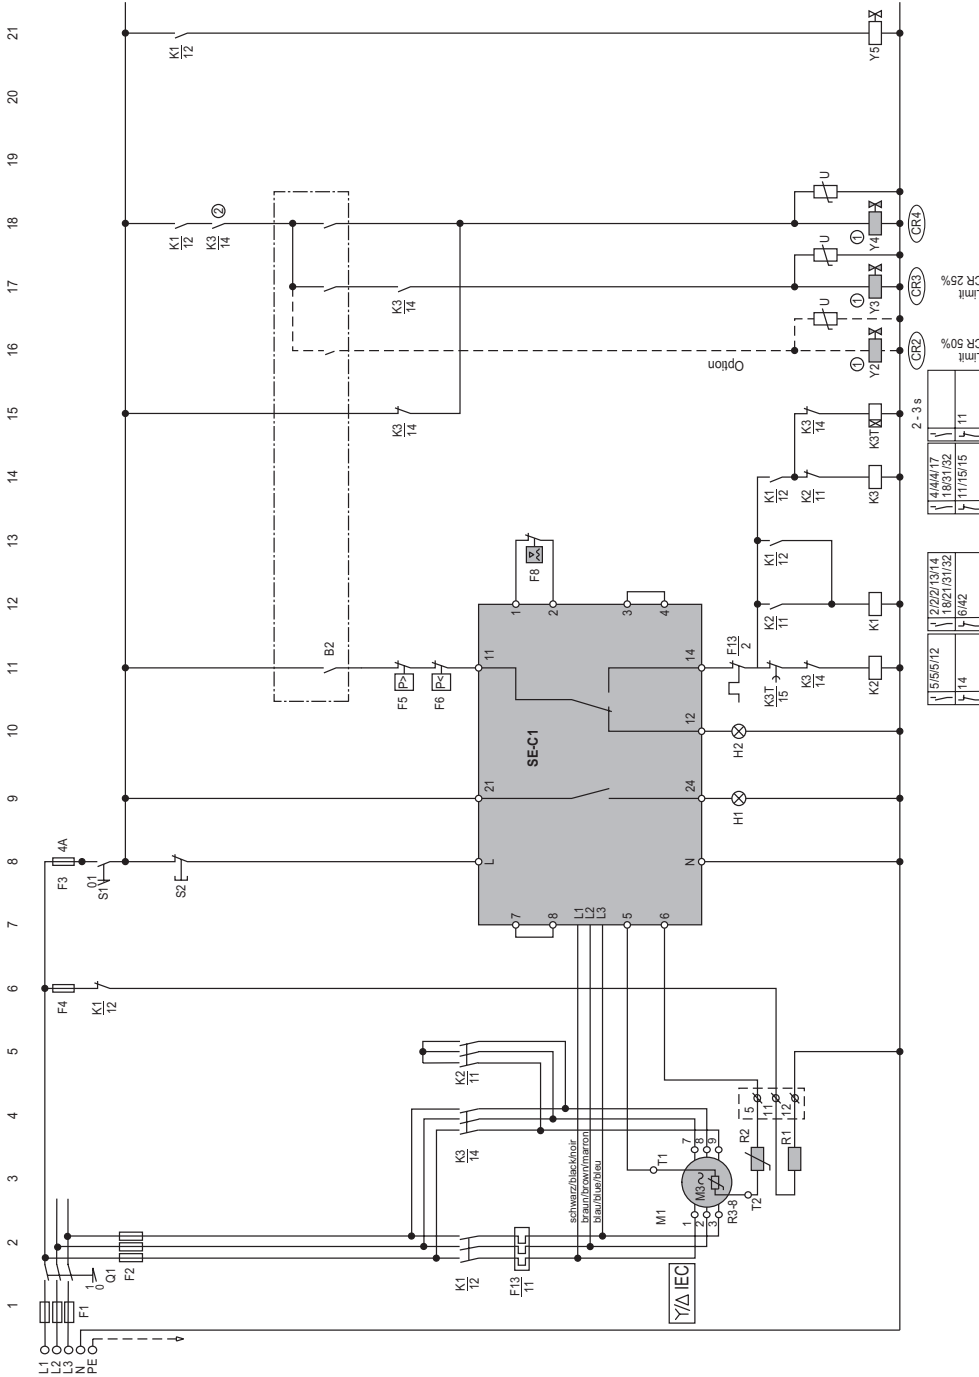 1
2
3
4
5
6
7
8
9
10
11
12
13
14
15
16
17
18
19
20
21
L1
L2
L3
N
PE
F1
1
0
Q1
F2
K1
12
F13
11
Y/Δ IEC
schwarz/black/noir
braun/brown/marron
blau/blue/bleu
M1
1
2
3
M3~
7
8
9
T1
R3-8
T2
K3
14
K2
11
R2
R1
5
11
12
F4
K1
12
F3
4A
0 1
S1
S2
SE-C1
L
21
11
1
2
3
4
7
8
L1
L2
L3
5
6
N
24
12
14
H1
H2
F8
B2
F5
P>
F6
P<
F13
2
K3T
15
K3
14
K2
K2
11
K1
K1
12
K1
12
K2
11
K3
K3
14
K3T
2 - 3 s
K3
14
Option
K1
12
K3
14
2
K3
14
U
U
U
1
Y2
1
Y3
1
Y4
CR2
CR3
CR4
Limit
CR 50%
Limit
CR 25%
K1
12
Y5
5/5/5/12
14
2/2/2/13/14
18/21/31/32
6/42
4/4/4/17
18/31/32
11/15/15
11